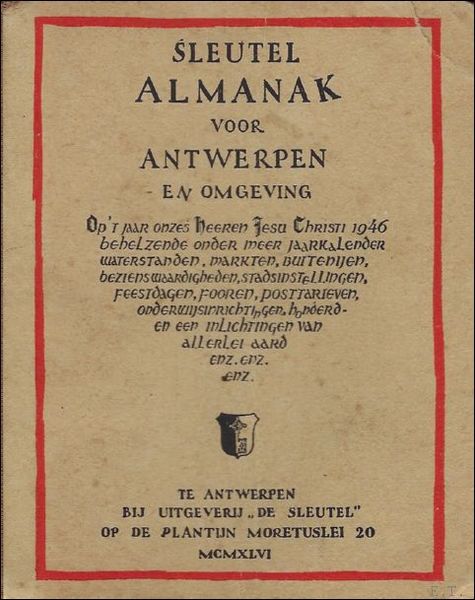 SLEUTEL
ALMANAK
VOOR
ANTWERPEN
- EN OMGEVING
Op't jaar onzes Heeren Jesu Christi 1946
behelzende onder meer jaarkalender
waterstanden, markten, buitenijen,
bezienswaardigheden, stadsinstellingen,
feestdagen, fooren, posttarieven,
onderwijsinrichtingen, honderd-
en een inlichtingen van
allerlei aard
enz. enz.
enz.
TE ANTWERPEN
BIJ UITGEVERIJ „DE SLEUTEL"
OP DE PLANTIJN MORETUSLEI 20
MCMXLVI
E.T.